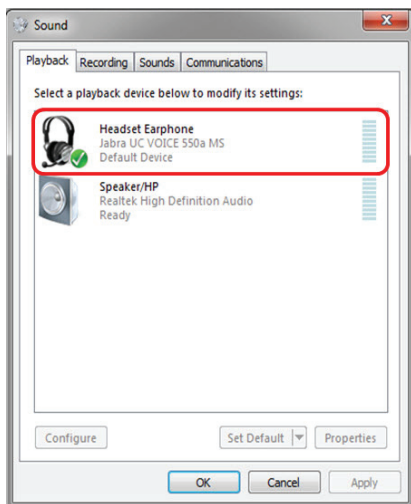 Sound
Playback Recording Sounds Communications
Select a playback device below to modify its settings:
Headset Earphone
Jabra UC VOICE 550a MS
Default Device
Speaker/HP
Realtek High Definition Audio
Ready
Configure Set Default Properties
OK Cancel Apply